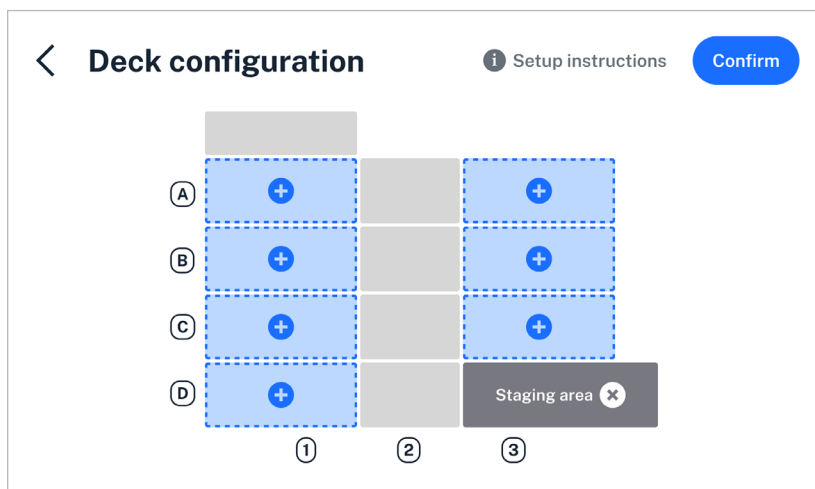 Deck configuration
Setup instructions
Confirm
A
B
C
D
Staging area
1
2
3